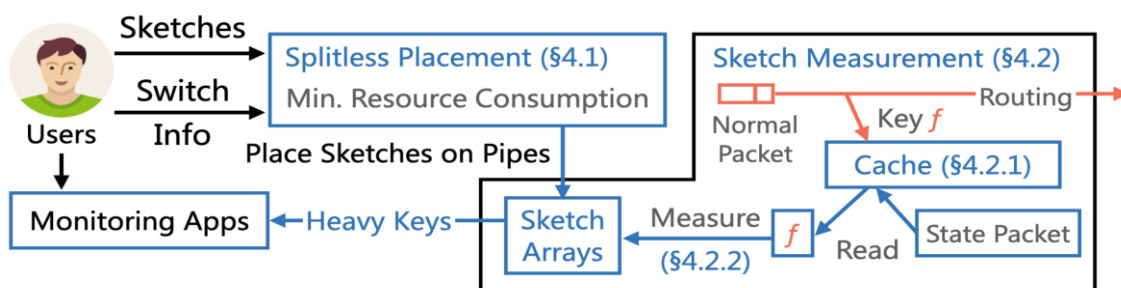 Sketches
Switch
Info
Users
Splitless Placement (§4.1)
Min. Resource Consumption
Place Sketches on Pipes
Monitoring Apps
Heavy Keys
Sketch
Arrays
Sketch Measurement (§4.2)
Normal
Packet
Routing
Key f
Cache (§4.2.1)
Measure
(§4.2.2)
f
Read
State Packet